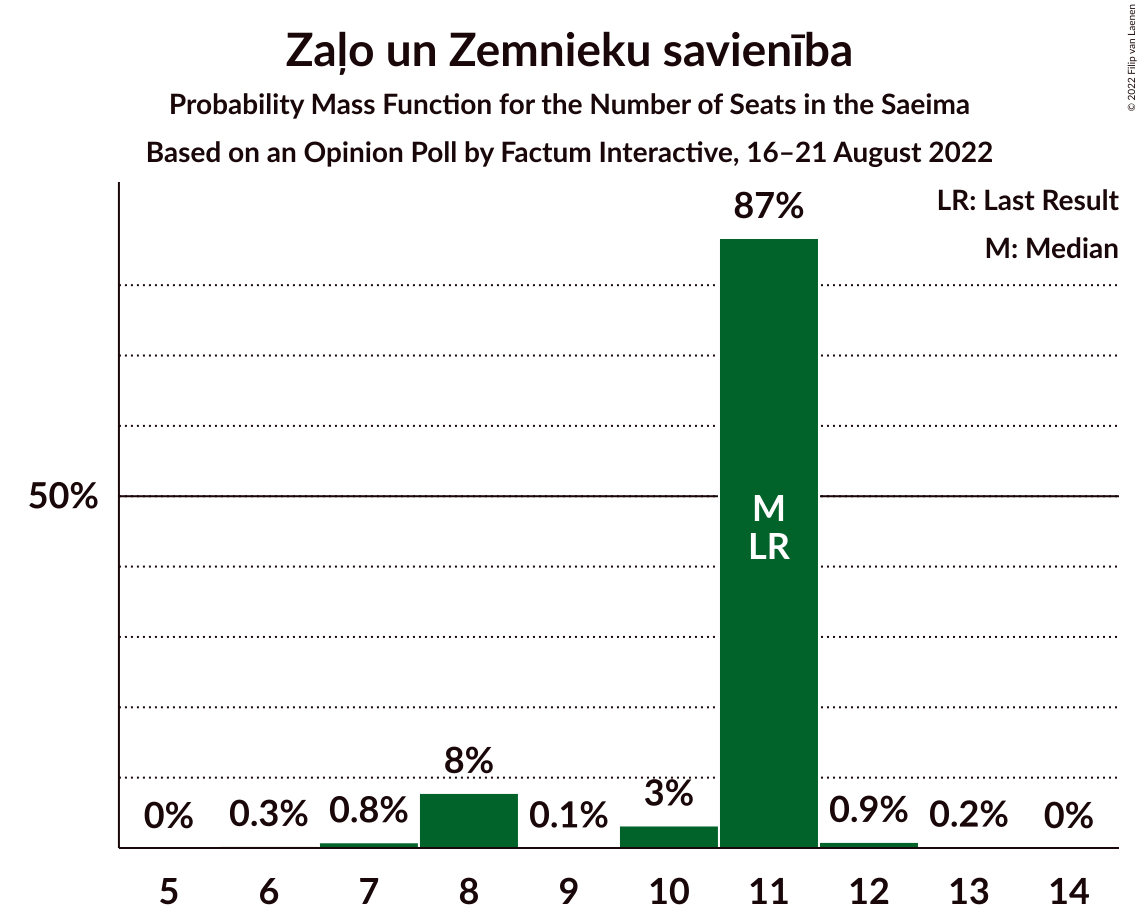 Zaļo un Zemnieku savienība
Probability Mass Function for the Number of Seats in the Saeima
Based on an Opinion Poll by Factum Interactive, 16–21 August 2022
© 2022 Filip van Laenen
LR: Last Result
M: Median
50%
0%
0.3%
0.8%
8%
0.1%
3%
87%
0.9%
0.2%
0%
M
LR
5 6 7 8 9 10 11 12 13 14